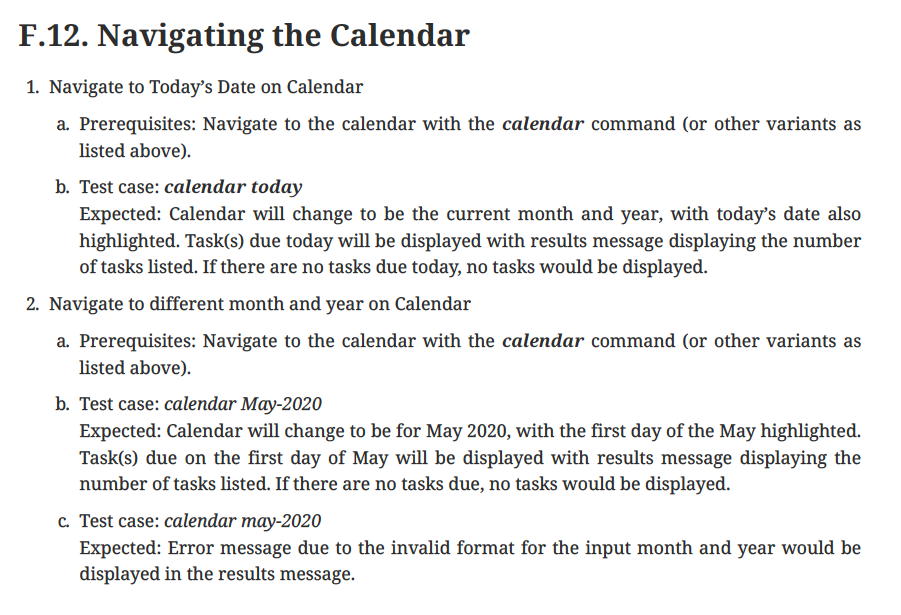 F.12. Navigating the Calendar
1. Navigate to Today’s Date on Calendar
a. Prerequisites: Navigate to the calendar with the calendar command (or other variants as
listed above).
b. Test case: calendar today
Expected: Calendar will change to be the current month and year, with today’s date also
highlighted. Task(s) due today will be displayed with results message displaying the number
of tasks listed. If there are no tasks due today, no tasks would be displayed.
2. Navigate to different month and year on Calendar
a. Prerequisites: Navigate to the calendar with the calendar command (or other variants as
listed above).
b. Test case: calendar May-2020
Expected: Calendar will change to be for May 2020, with the first day of the May highlighted.
Task(s) due on the first day of May will be displayed with results message displaying the
number of tasks listed. If there are no tasks due, no tasks would be displayed.
c. Test case: calendar may-2020
Expected: Error message due to the invalid format for the input month and year would be
displayed in the results message.